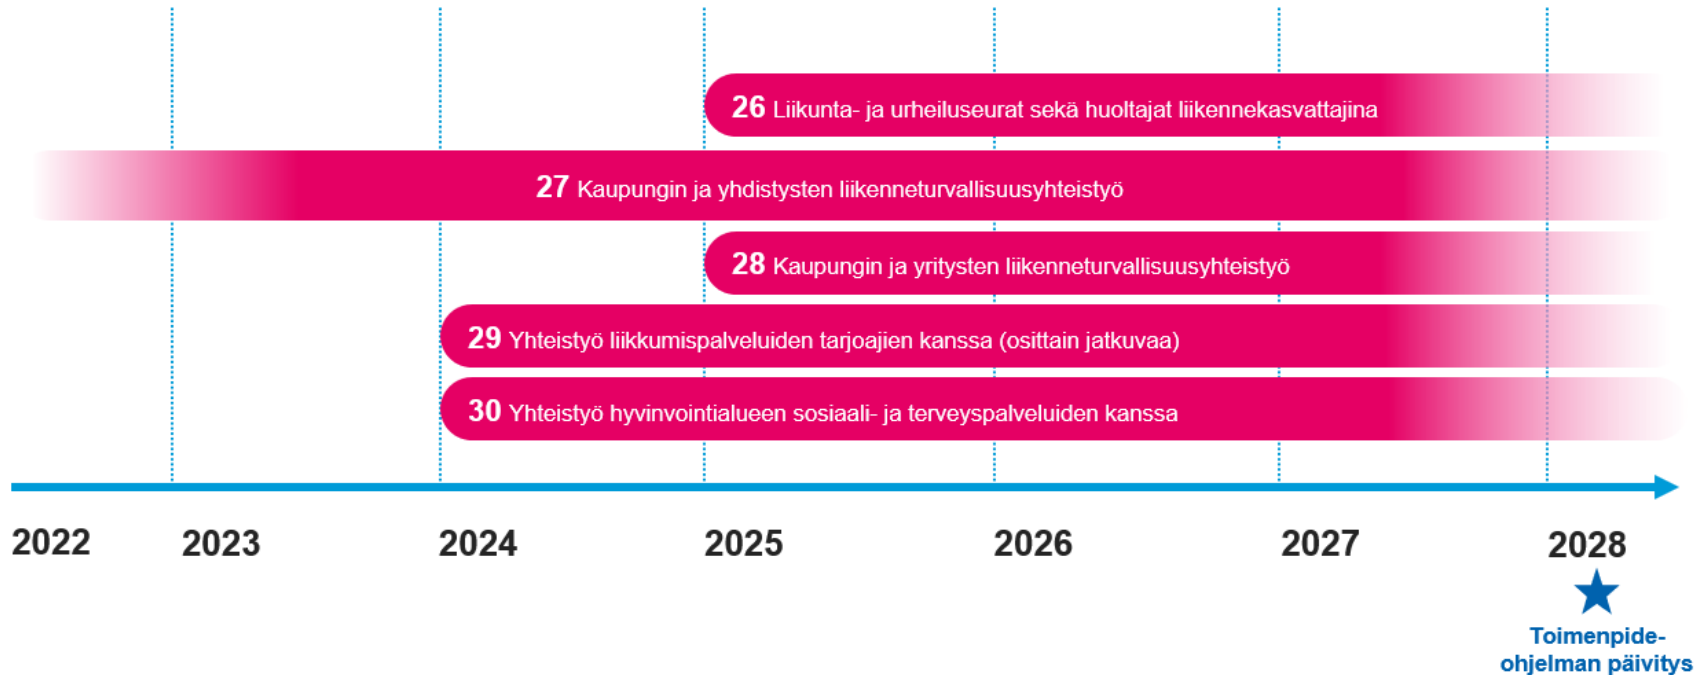 26 Liikunta- ja urheiluseurat sekä huoltajat liikennekasvattajina
27 Kaupungin ja yhdistysten liikenneturvallisuusyhteistyö
28 Kaupungin ja yritysten liikenneturvallisuusyhteistyö
29 Yhteistyö liikkumispalveluiden tarjoajien kanssa (osittain jatkuvaa)
30 Yhteistyö hyvinvointialueen sosiaali- ja terveyspalveluiden kanssa
2022 2023 2024 2025 2026 2027 2028
Toimenpide-
ohjelman päivitys